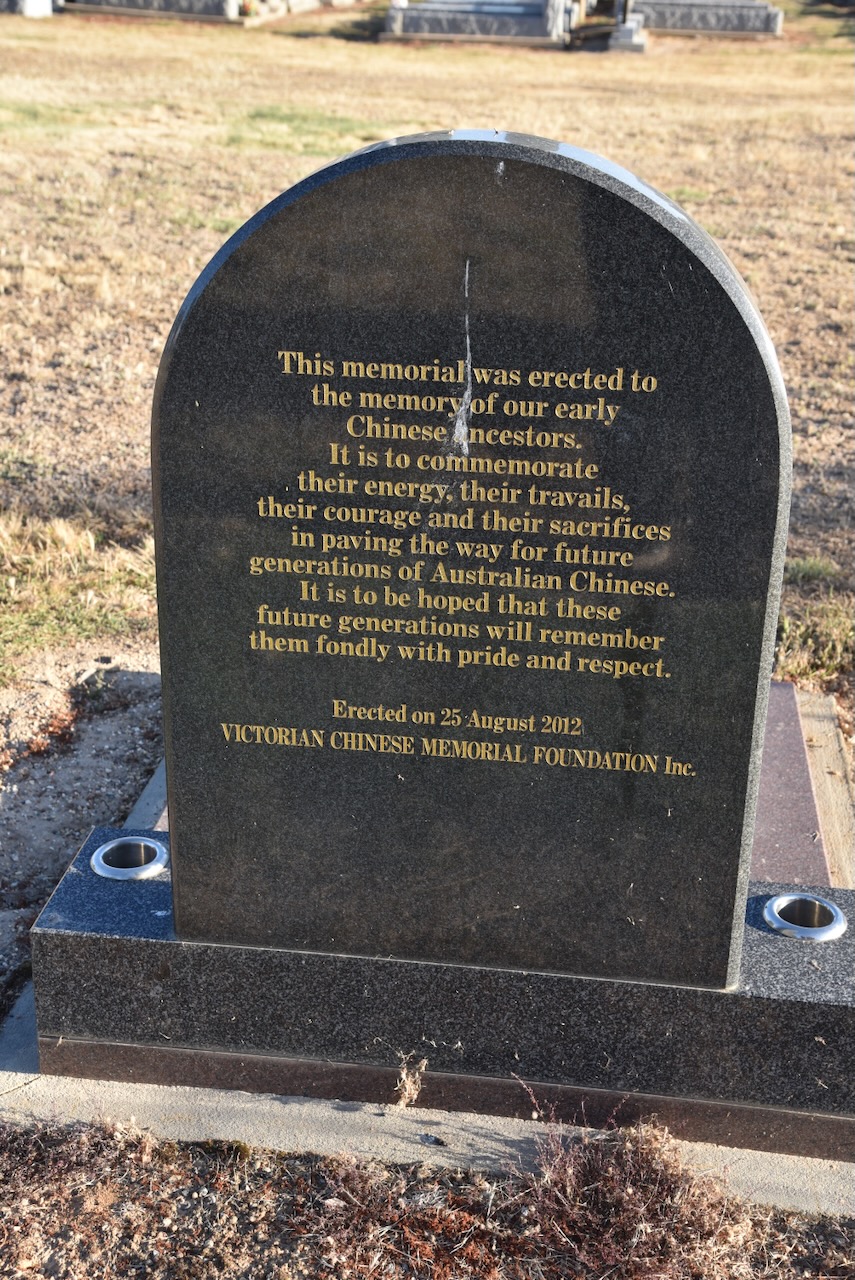 This memorial was erected to
the memory of our early
Chinese ancestors.
It is to commemorate
their energy, their travails,
their courage and their sacrifices
in paving the way for future
generations of Australian Chinese.
It is to be hoped that these
future generations will remember
them fondly with pride and respect.
Erected on 25 August 2012
VICTORIAN CHINESE MEMORIAL FOUNDATION Inc.